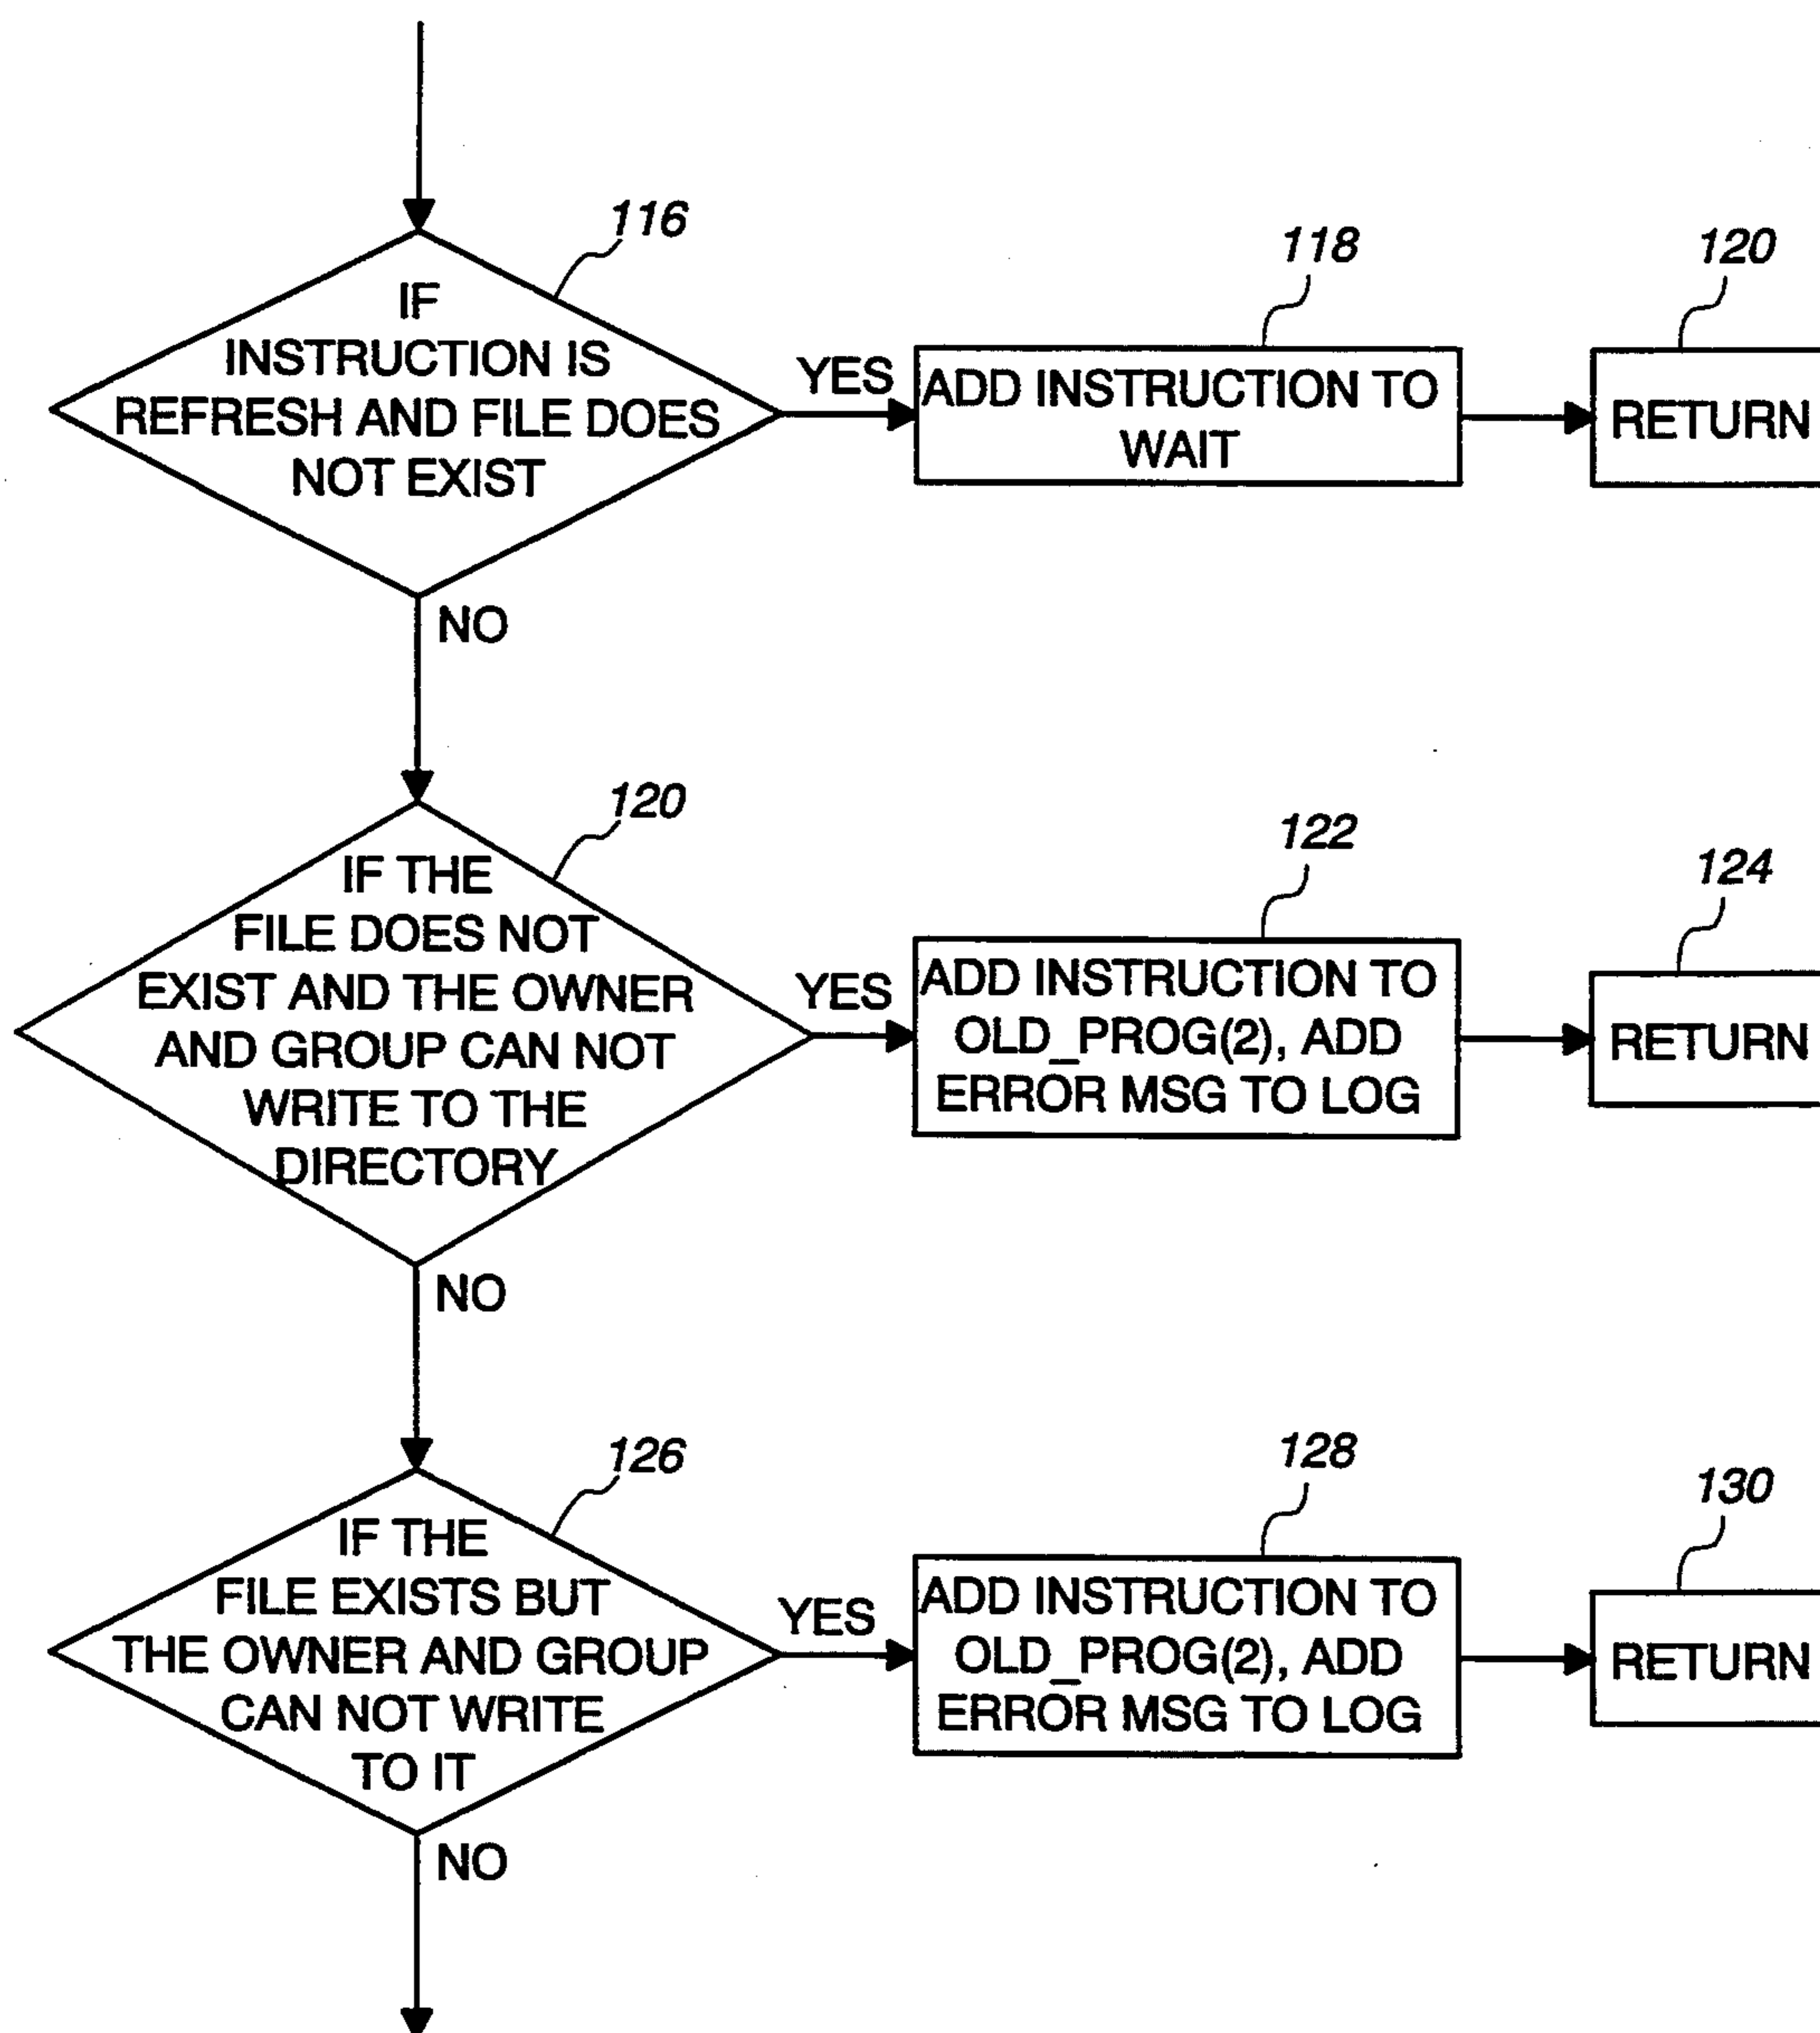 116
IF
INSTRUCTION IS
REFRESH AND FILE DOES
NOT EXIST
YES
118
ADD INSTRUCTION TO
WAIT
120
RETURN
NO
120
IF THE
FILE DOES NOT
EXIST AND THE OWNER
AND GROUP CAN NOT
WRITE TO THE
DIRECTORY
YES
122
ADD INSTRUCTION TO
OLD_PROG(2), ADD
ERROR MSG TO LOG
124
RETURN
NO
126
IF THE
FILE EXISTS BUT
THE OWNER AND GROUP
CAN NOT WRITE
TO IT
YES
128
ADD INSTRUCTION TO
OLD_PROG(2), ADD
ERROR MSG TO LOG
130
RETURN
NO